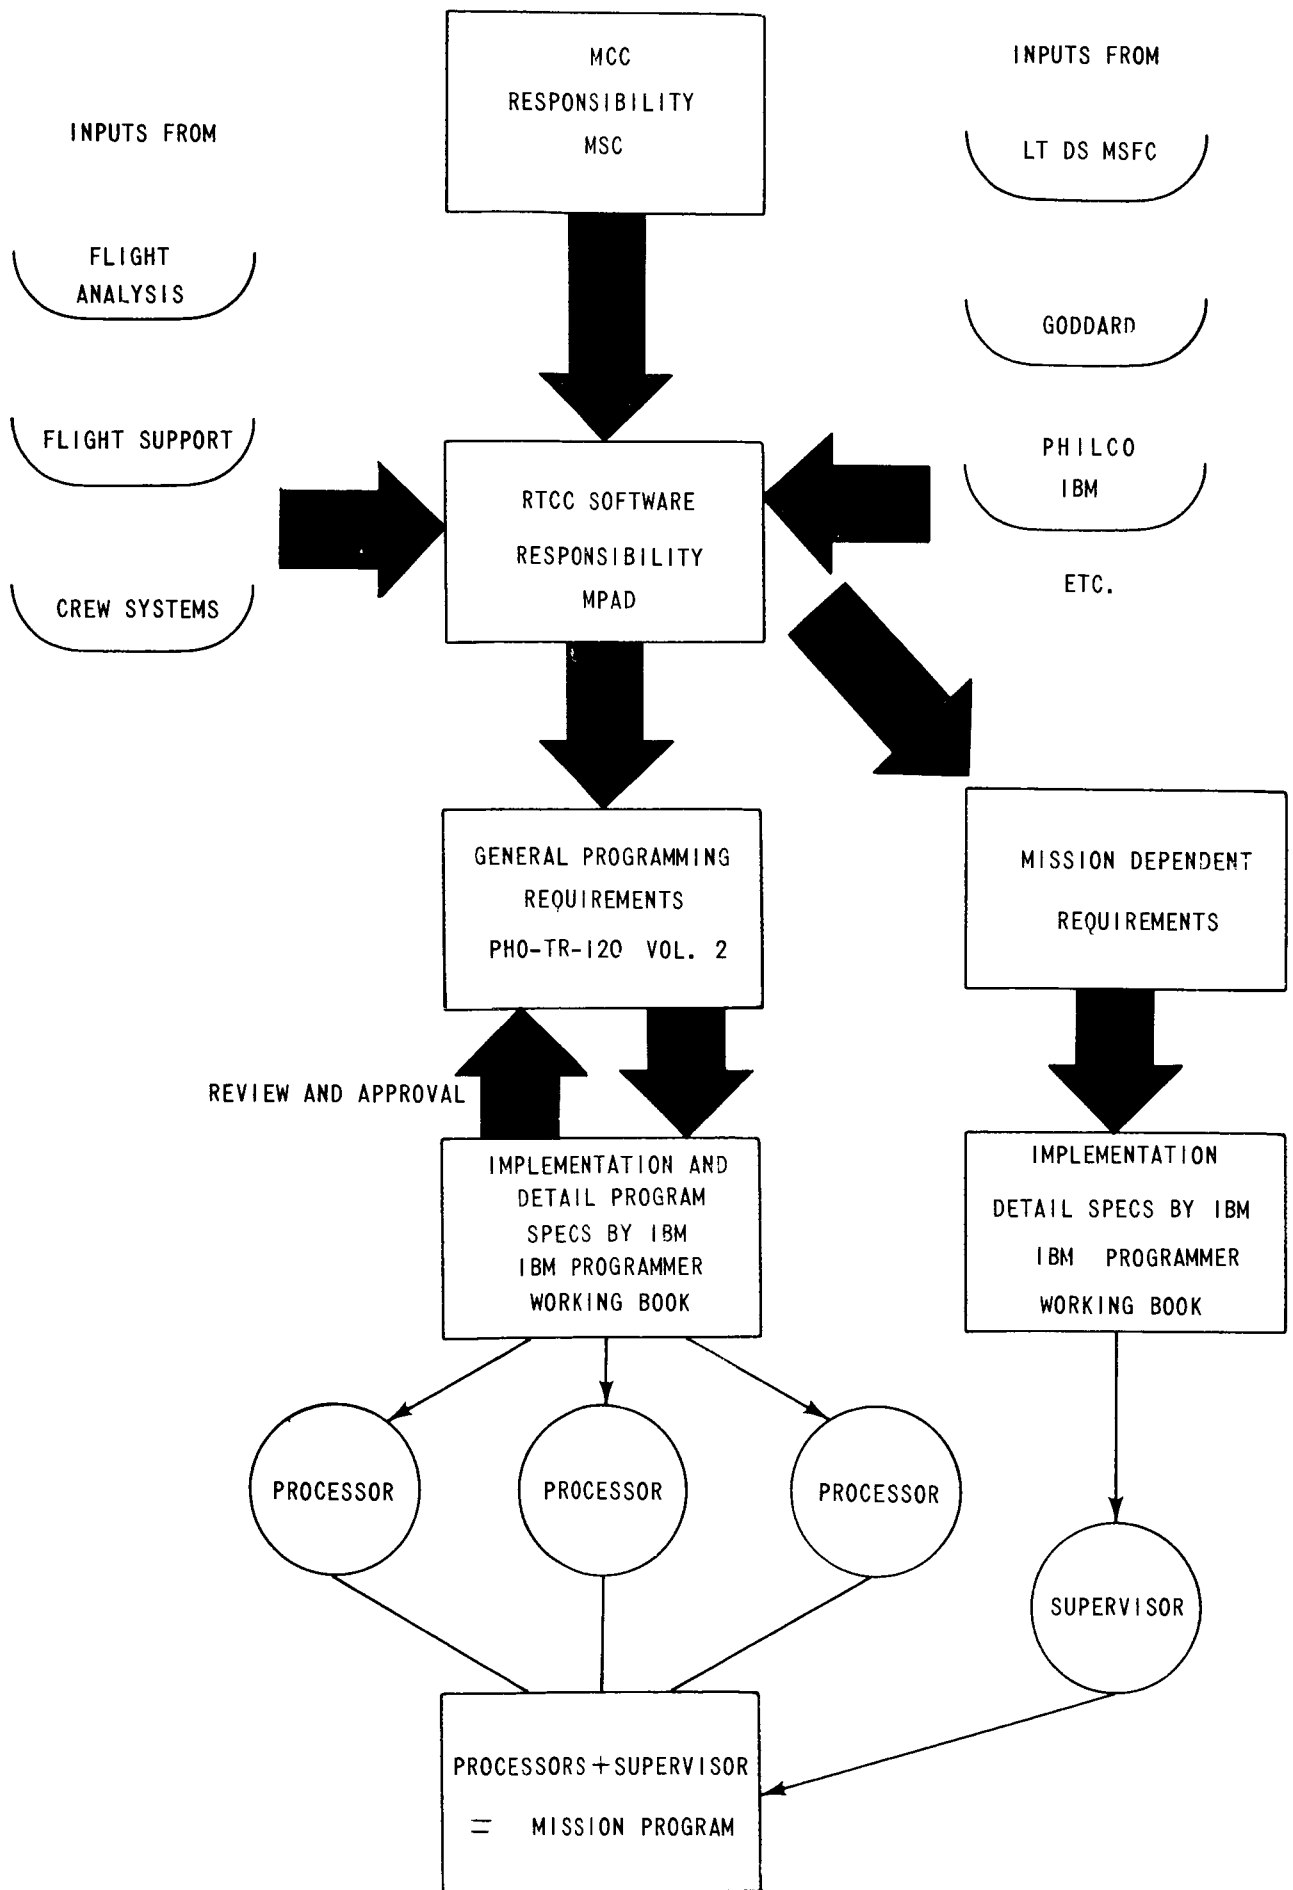 MCC
RESPONSIBILITY
MSC
INPUTS FROM
FLIGHT
ANALYSIS
FLIGHT SUPPORT
CREW SYSTEMS
INPUTS FROM
LT DS MSFC
GODDARD
PHILCO
IBM
ETC.
RTCC SOFTWARE
RESPONSIBILITY
MPAD
GENERAL PROGRAMMING
REQUIREMENTS
PHO-TR-120 VOL. 2
MISSION DEPENDENT
REQUIREMENTS
REVIEW AND APPROVAL
IMPLEMENTATION AND
DETAIL PROGRAM
SPECS BY IBM
IBM PROGRAMMER
WORKING BOOK
IMPLEMENTATION
DETAIL SPECS BY IBM
IBM PROGRAMMER
WORKING BOOK
PROCESSOR
PROCESSOR
PROCESSOR
SUPERVISOR
PROCESSORS + SUPERVISOR
= MISSION PROGRAM